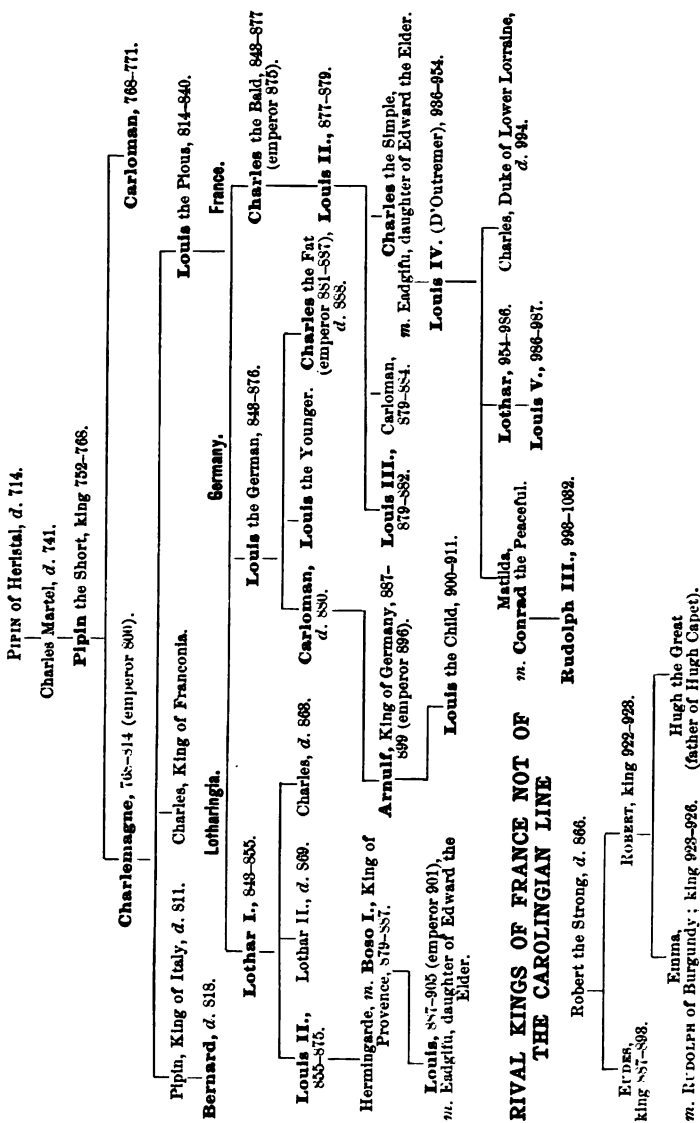 PIPIN OF HERISTAL, d. 714.
Charles Martel, d. 741.
Pipin the Short, king 752–768.
Charlemagne, 768–814 (emperor 800).
Carloman, 768–771.
Pipin, King of Italy, d. 811.
Charles, King of Franconia.
Louis the Pious, 814–840.
Bernard, d. 818.
Lotharingia.
Germany.
France.
Lothar I., 843–855.
Louis the German, 843–876.
Charles the Bald, 843–877
(emperor 875).
Louis II.,
855–875.
Lothar II., d. 869.
Charles, d. 868.
Carloman,
d. 880.
Louis the Younger.
Charles the Fat
(emperor 881–887),
d. 888.
Louis II., 877–879.
Hermingarde, m. Boso I., King of
Provence, 879–887.
Arnulf, King of Germany, 887–
899 (emperor 896).
Louis III.,
879–882.
Carloman,
879–884.
Charles the Simple,
m. Eadgifu, daughter of Edward the Elder.
Louis, 887–905 (emperor 901),
m. Eadgifu, daughter of Edward the
Elder.
Louis the Child, 900–911.
Louis IV. (D'Outremer), 936–954.
Matilda,
m. Conrad the Peaceful.
Lothar, 954–986.
Charles, Duke of Lower Lorraine,
d. 994.
Rudolph III., 993–1032.
Louis V., 986–987.
RIVAL KINGS OF FRANCE NOT OF
THE CAROLINGIAN LINE
Robert the Strong, d. 866.
EUDES,
king 887–898.
ROBERT, king 922–923.
Emma,
m. RUDOLPH of Burgundy; king 923–926.
Hugh the Great
(father of Hugh Capet).